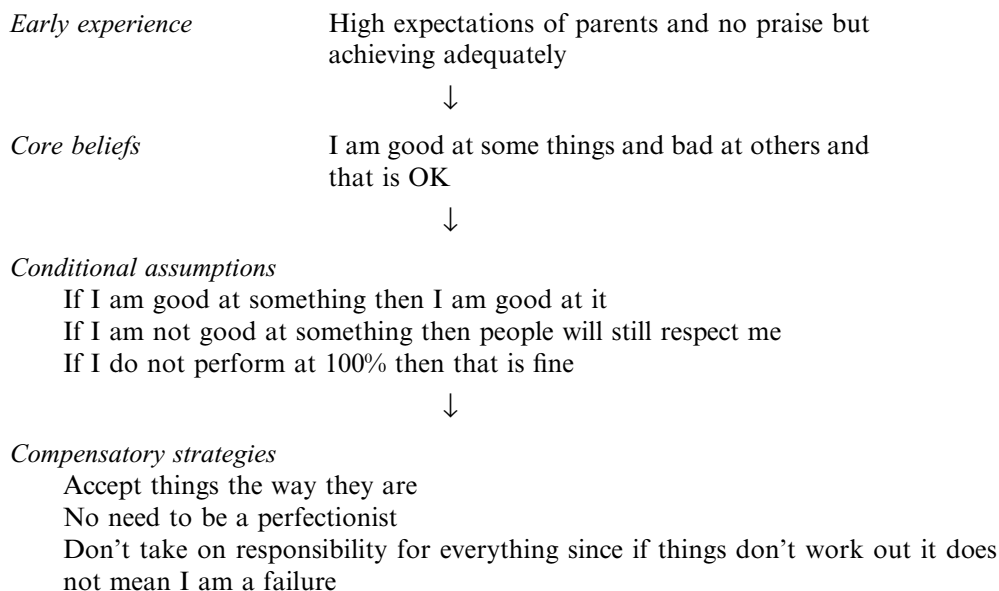 Early experience High expectations of parents and no praise but
achieving adequately
↓
Core beliefs I am good at some things and bad at others and
that is OK
↓
Conditional assumptions
If I am good at something then I am good at it
If I am not good at something then people will still respect me
If I do not perform at 100% then that is fine
↓
Compensatory strategies
Accept things the way they are
No need to be a perfectionist
Don't take on responsibility for everything since if things don't work out it does
not mean I am a failure